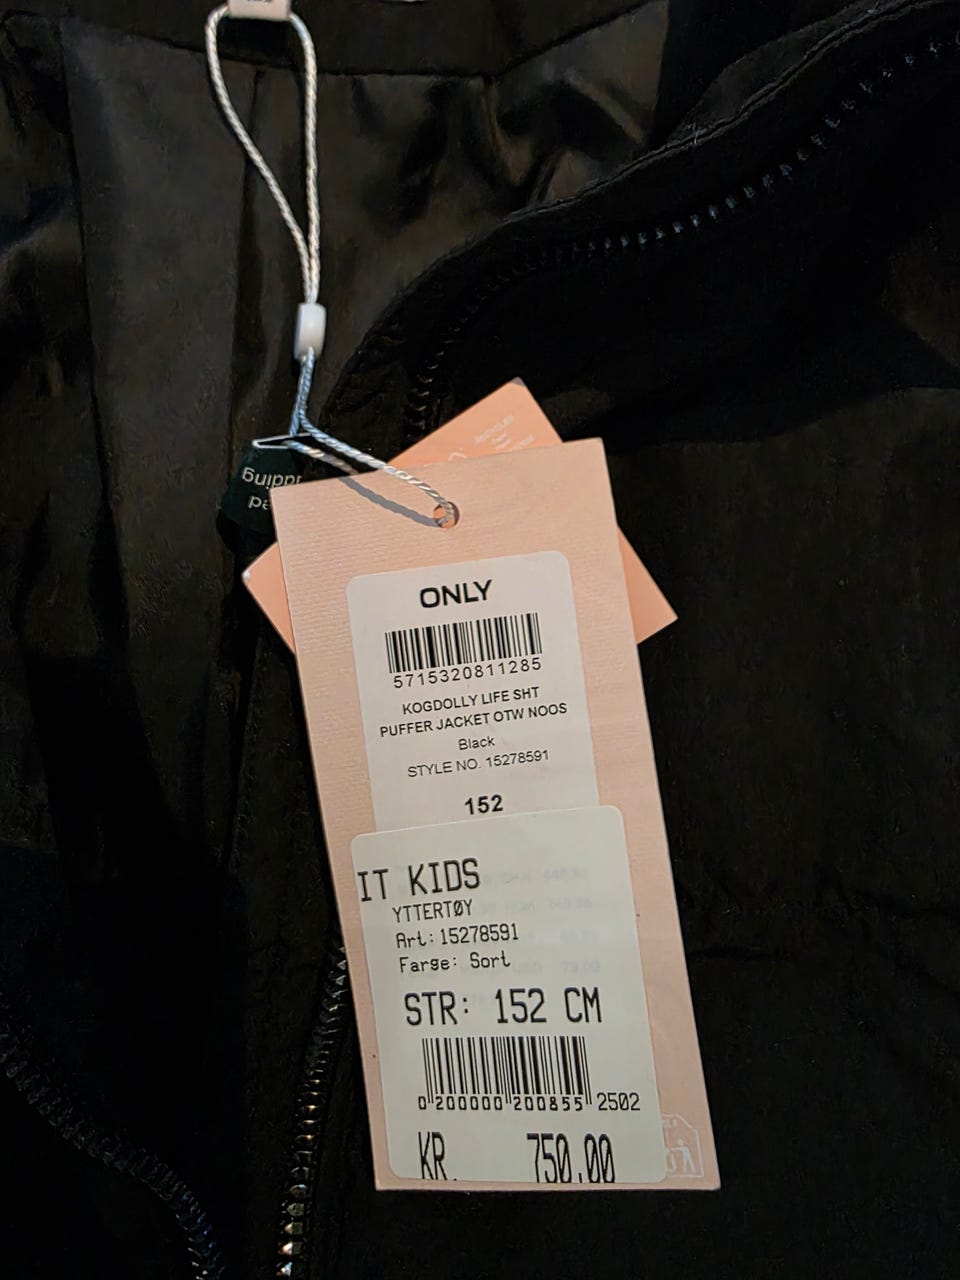 ONLY
5715320811285
KOGDOLLY LIFE SHT
PUFFER JACKET OTW NOOS
Black
STYLE NO. 15278591
152
IT KIDS
YTTERTØY
Art: 15278591
Farge: Sort
STR: 152 CM
0 200000 200855 2502
KR. 750.00